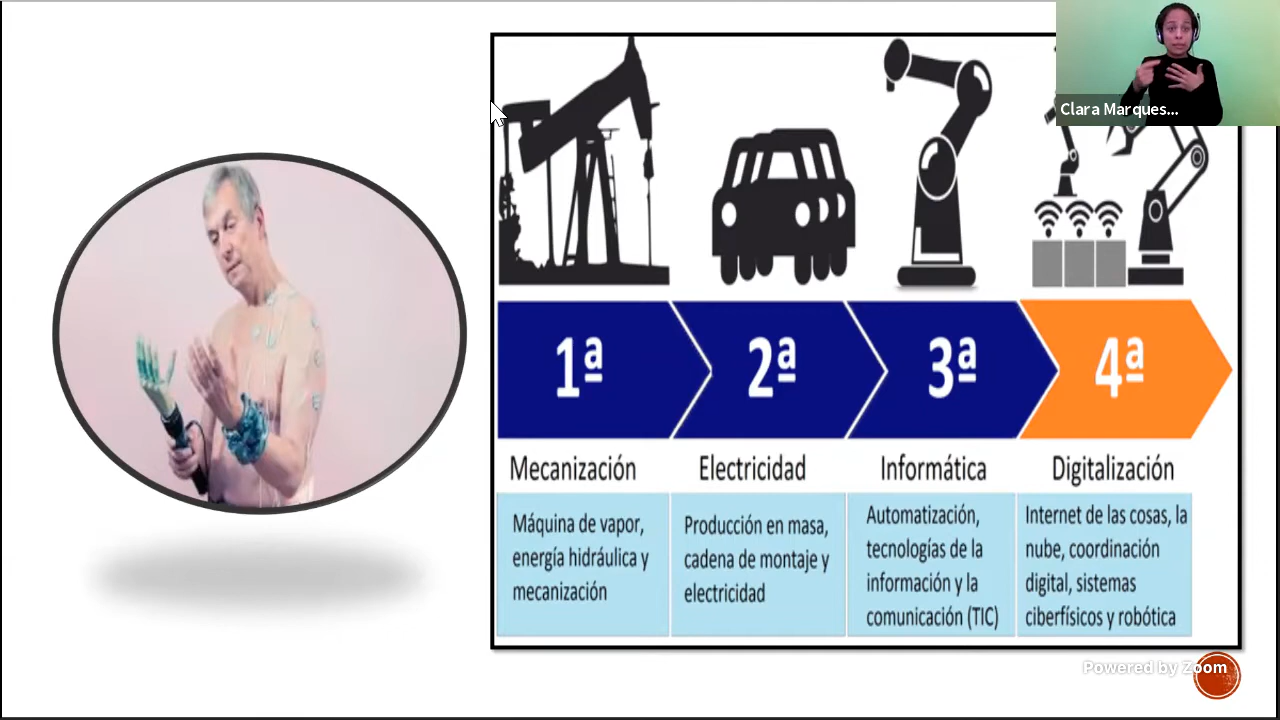 Clara Marques...
1ª
2ª
3ª
4ª
Mecanización
Electricidad
Informática
Digitalización
Máquina de vapor,
energía hidráulica y
mecanización
Producción en masa,
cadena de montaje y
electricidad
Automatización,
tecnologías de la
información y la
comunicación (TIC)
Internet de las cosas, la
nube, coordinación
digital, sistemas
ciberfísicos y robótica
Powered by Zoom